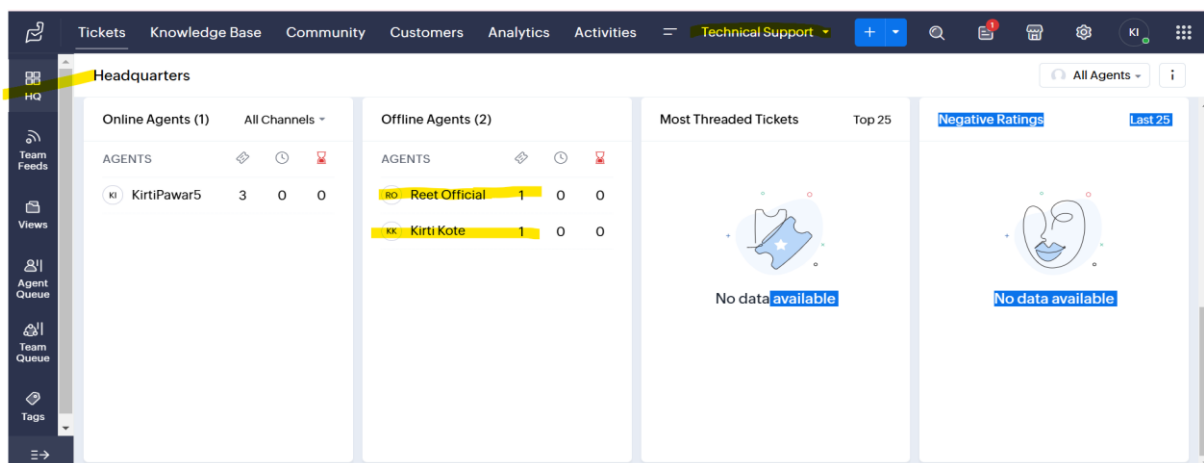 Tickets Knowledge Base Community Customers Analytics Activities Technical Support KI
1
HQ
Headquarters
All Agents
Team Feeds
Views
Agent Queue
Team Queue
Tags
Online Agents (1) All Channels
AGENTS
KI KirtiPawar5 3 0 0
Offline Agents (2)
AGENTS
RO Reet Official 1 0 0
KK Kirti Kote 1 0 0
Most Threaded Tickets Top 25
No data available
Negative Ratings Last 25
No data available